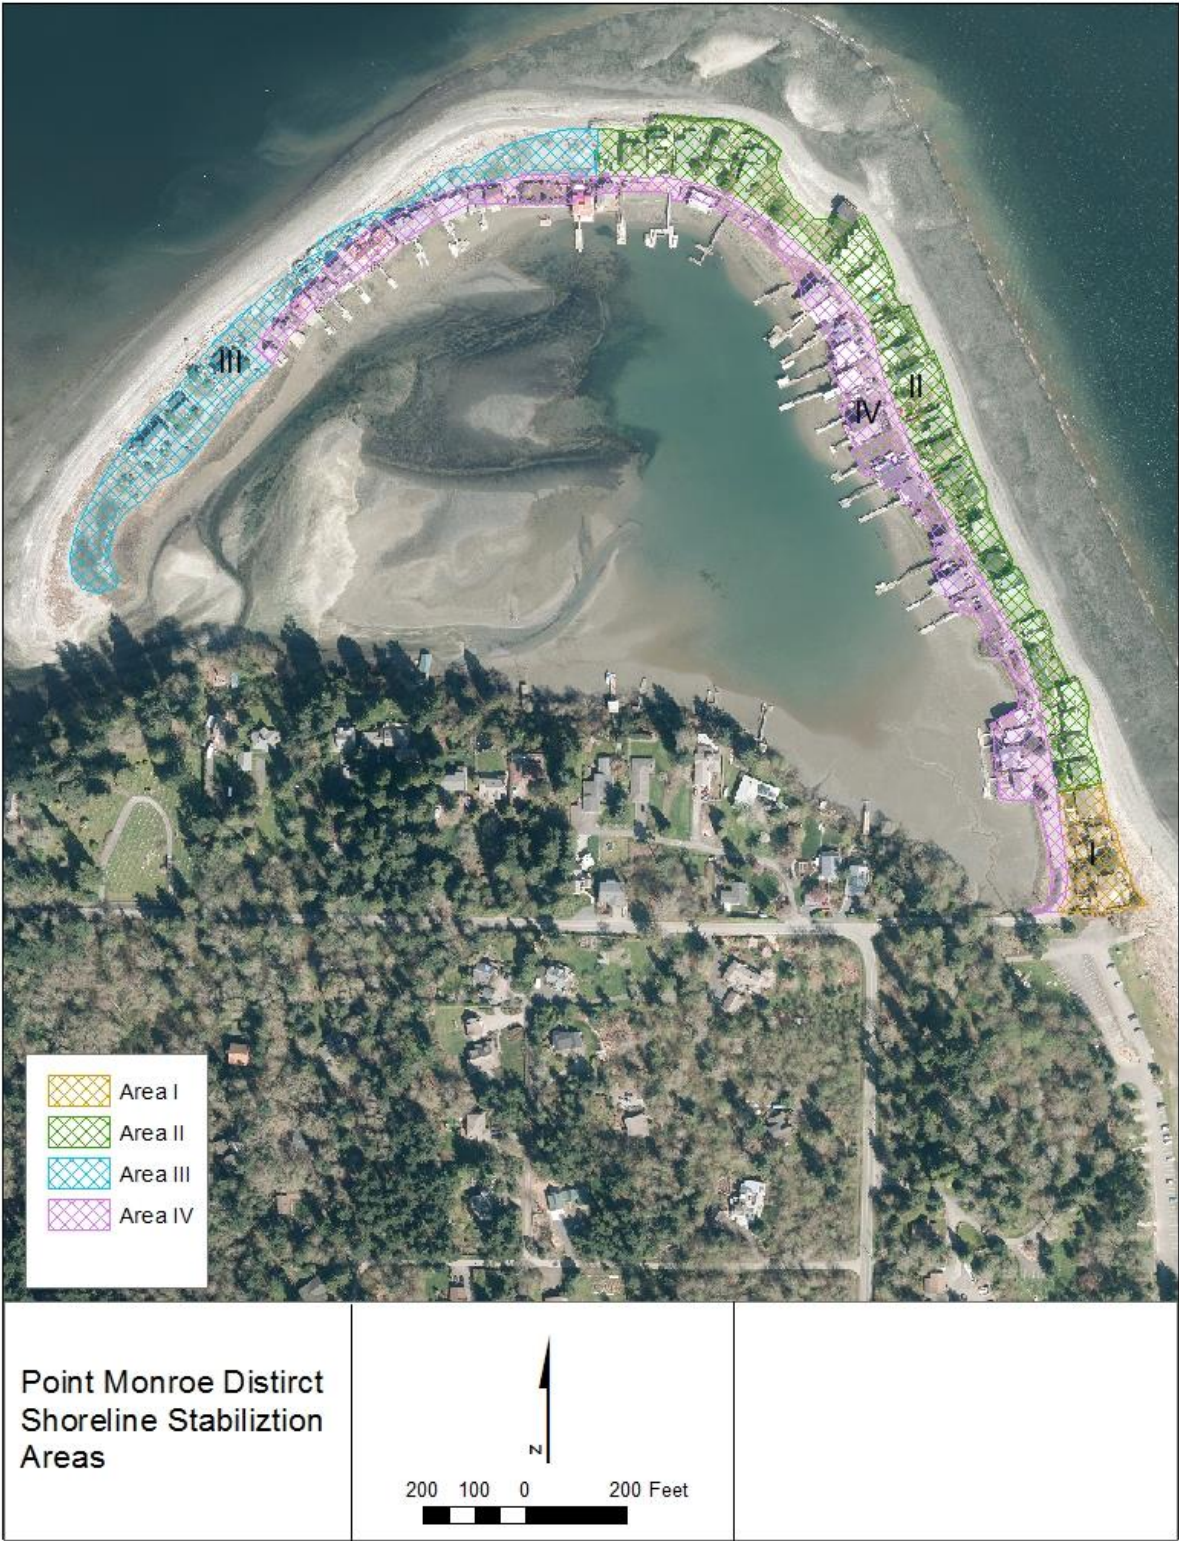 III
II
IV
I
Area I
Area II
Area III
Area IV
Point Monroe Distirct
Shoreline Stabiliztion
Areas
N
200 100 0 200 Feet